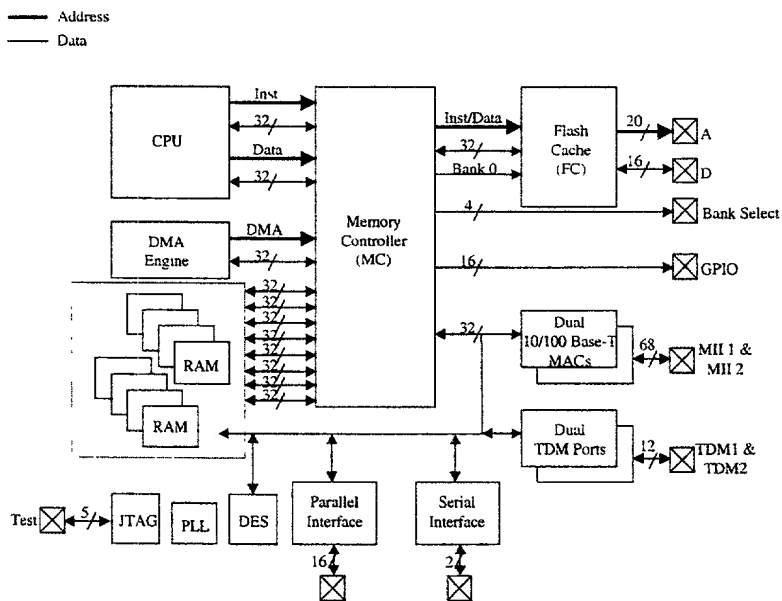 Address
Data
CPU
Inst
32
Data
32
DMA
Engine
DMA
32
Memory
Controller
(MC)
Inst/Data
32
Bank 0
Flash
Cache
(FC)
20
A
16
D
4
Bank Select
16
GPIO
32
32
32
32
32
32
32
32
RAM
RAM
32
Dual
10/100 Base-T
MACs
68
MII 1 &
MII 2
Dual
TDM Ports
12
TDM1 &
TDM2
Test
5
JTAG
PLL
DES
Parallel
Interface
16
Serial
Interface
2